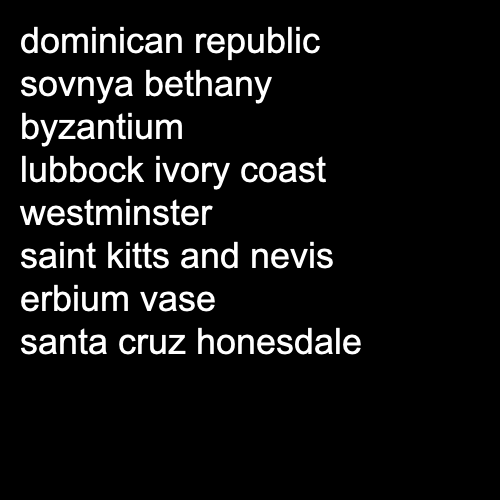 dominican republic
sovnya bethany
byzantium
lubbock ivory coast
westminster
saint kitts and nevis
erbium vase
santa cruz honesdale